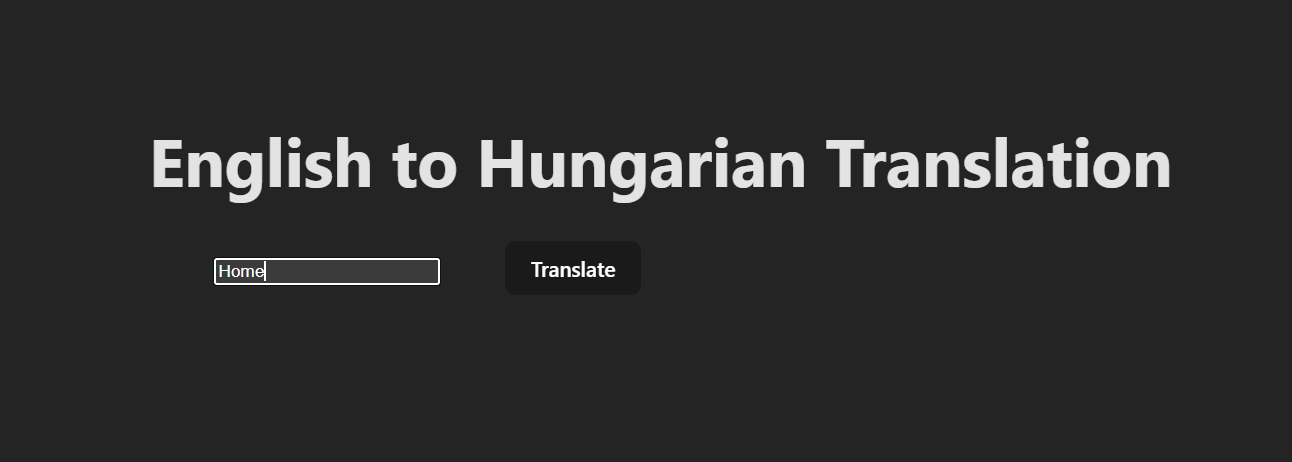 English to Hungarian Translation
Home
Translate